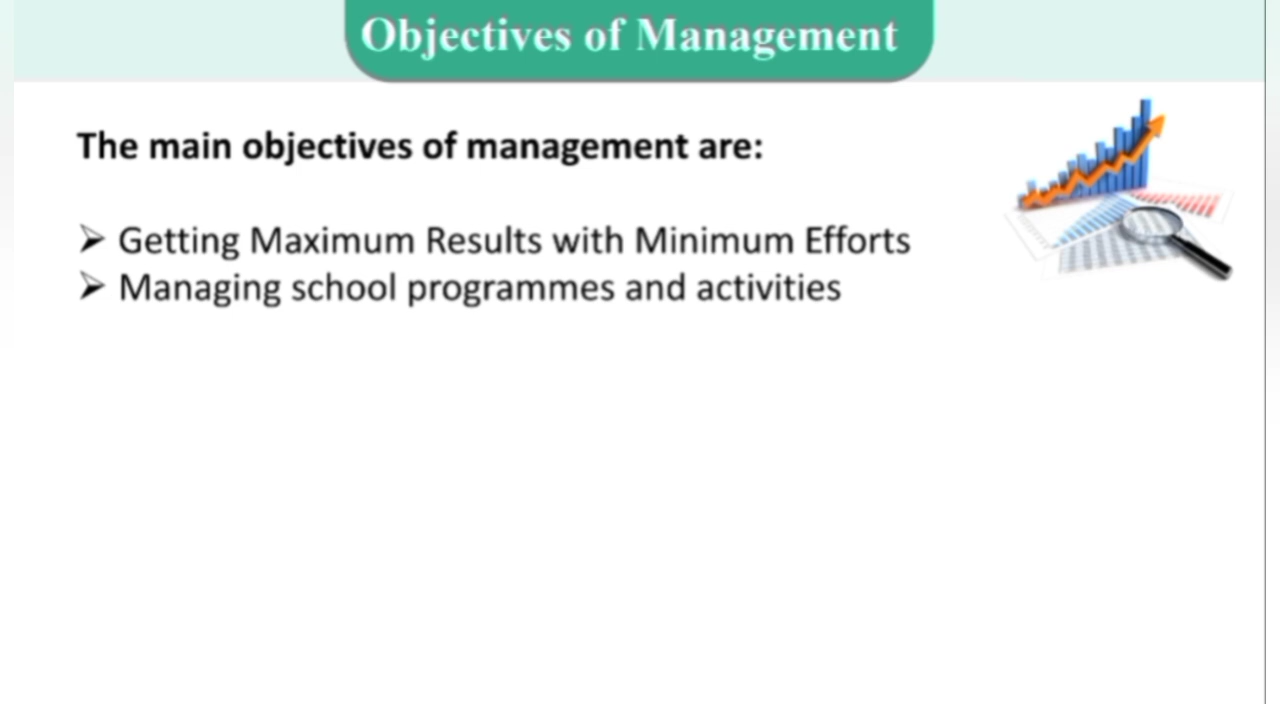 Objectives of Management
The main objectives of management are:
➢ Getting Maximum Results with Minimum Efforts
➢ Managing school programmes and activities